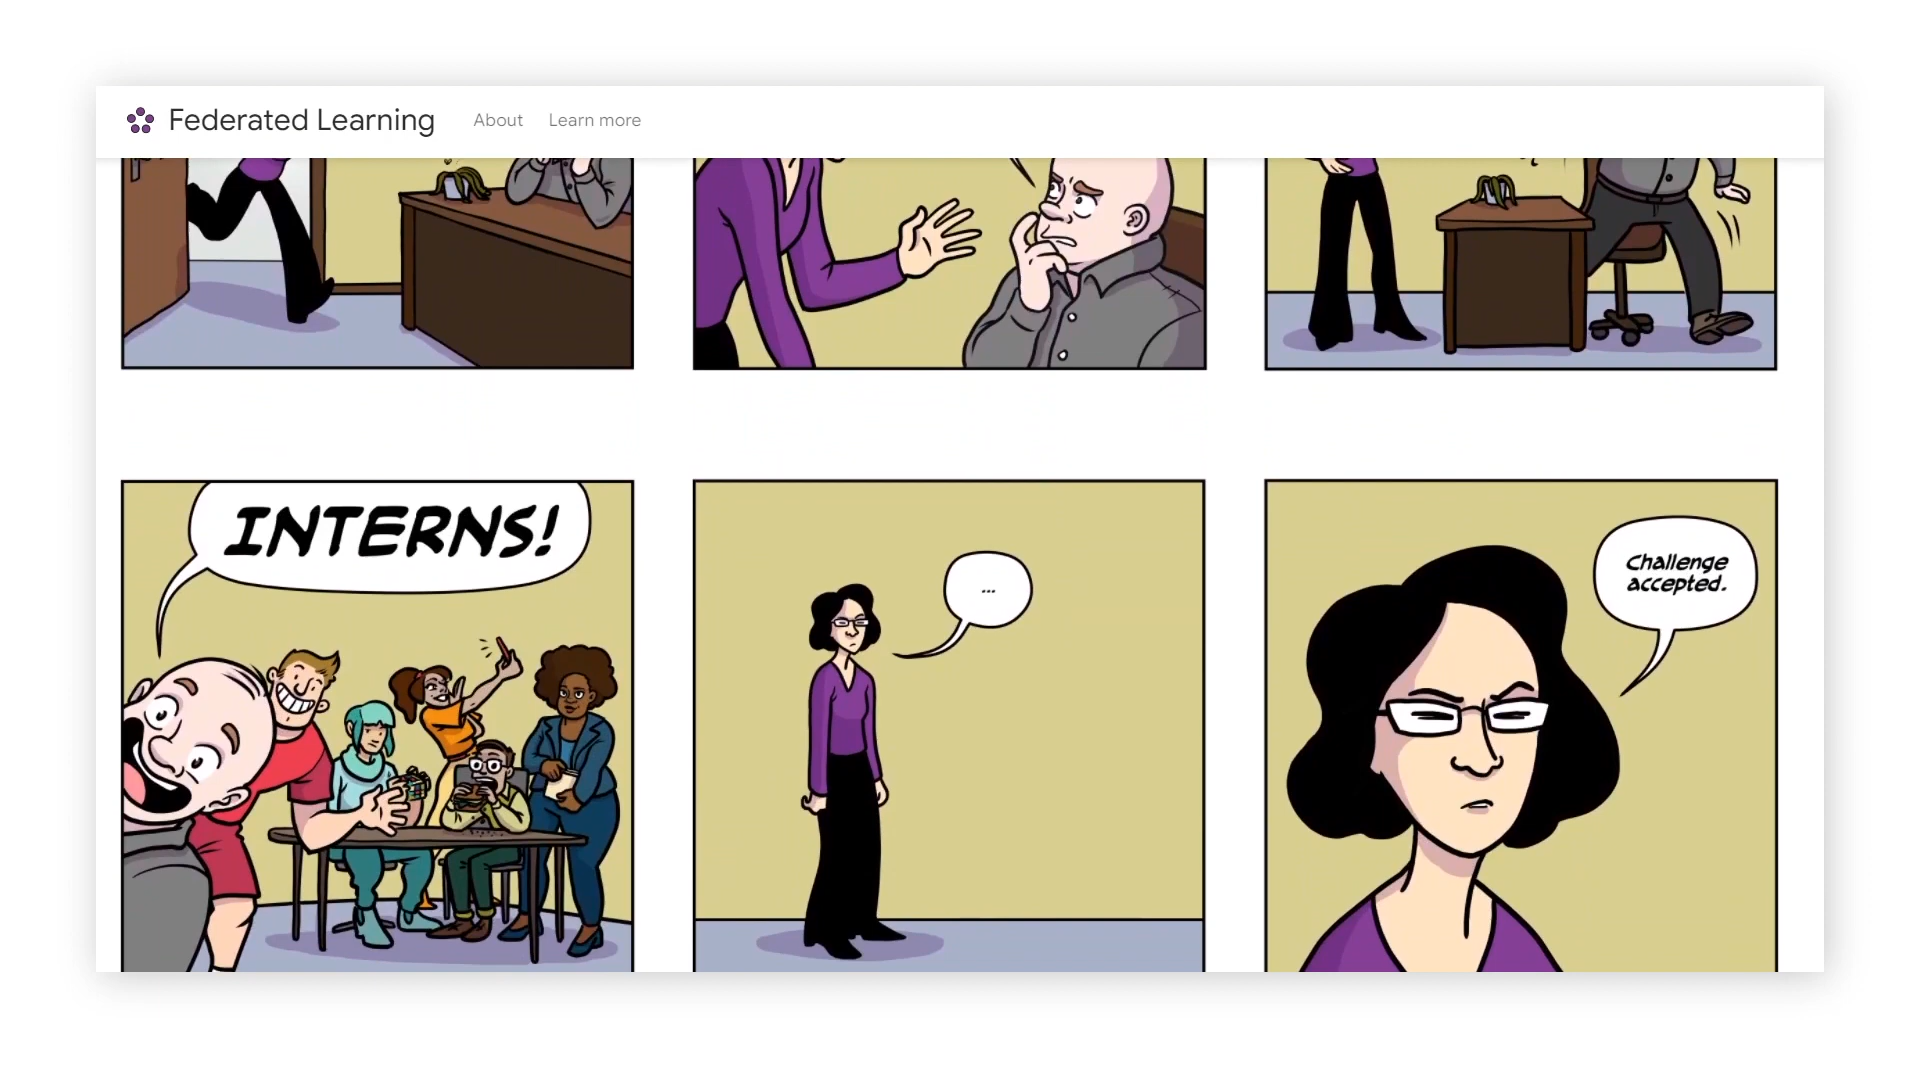 Federated Learning About Learn more
INTERNS!
...
Challenge
accepted.